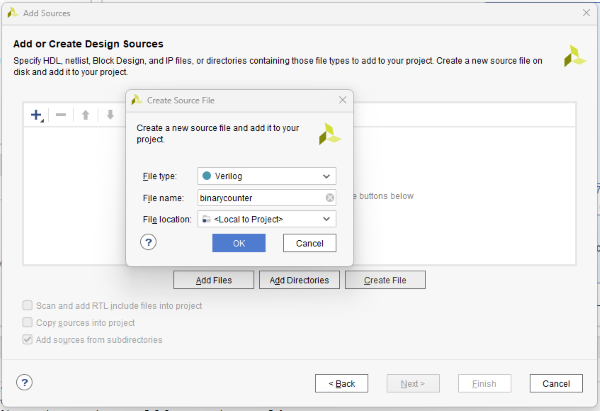 Add Sources
Add or Create Design Sources
Specify HDL, netlist, Block Design, and IP files, or directories containing those file types to add to your project. Create a new source file on
disk and add it to your project.
Create Source File
Create a new source file and add it to your
project.
File type:
Verilog
File name:
binarycounter
File location:
<Local to Project>
?
OK
Cancel
buttons below
Add Files
Add Directories
Create File
Scan and add RTL include files into project
Copy sources into project
Add sources from subdirectories
?
< Back
Next >
Finish
Cancel